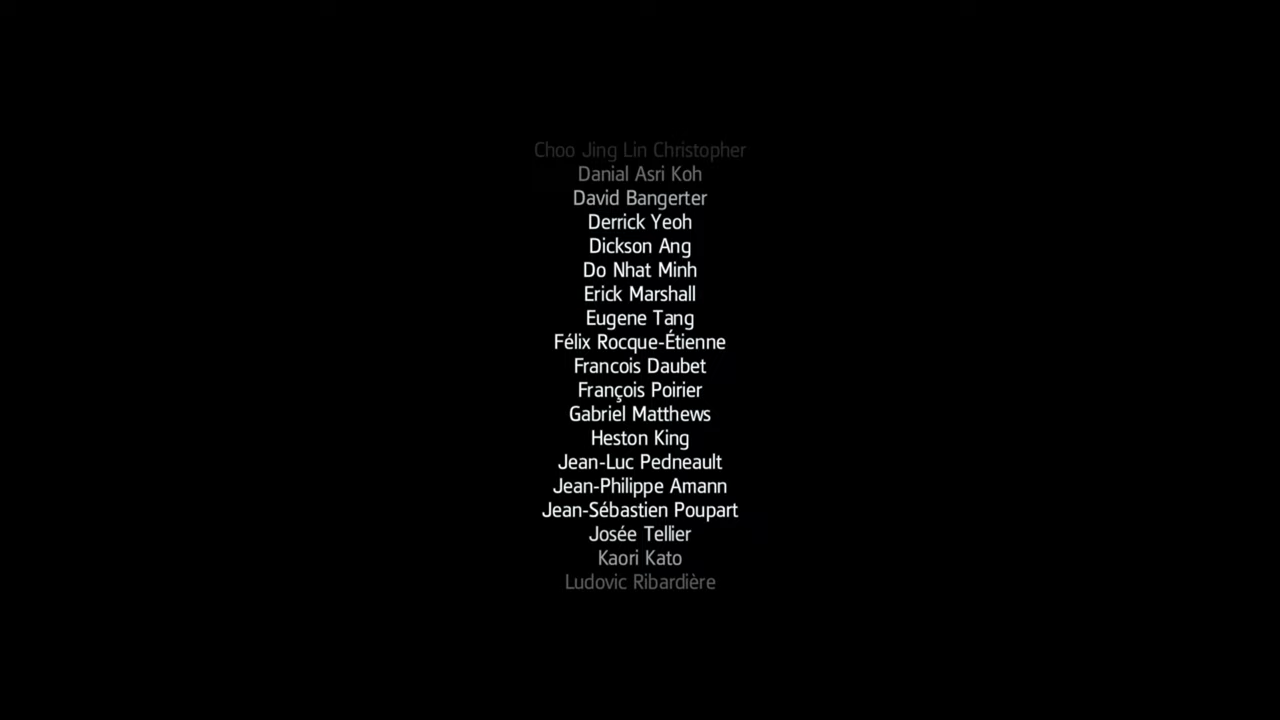 Choo Jing Lin Christopher
Danial Asri Koh
David Bangerter
Derrick Yeoh
Dickson Ang
Do Nhat Minh
Erick Marshall
Eugene Tang
Félix Rocque-Étienne
Francois Daubet
François Poirier
Gabriel Matthews
Heston King
Jean-Luc Pedneault
Jean-Philippe Amann
Jean-Sébastien Poupart
Josée Tellier
Kaori Kato
Ludovic Ribardière